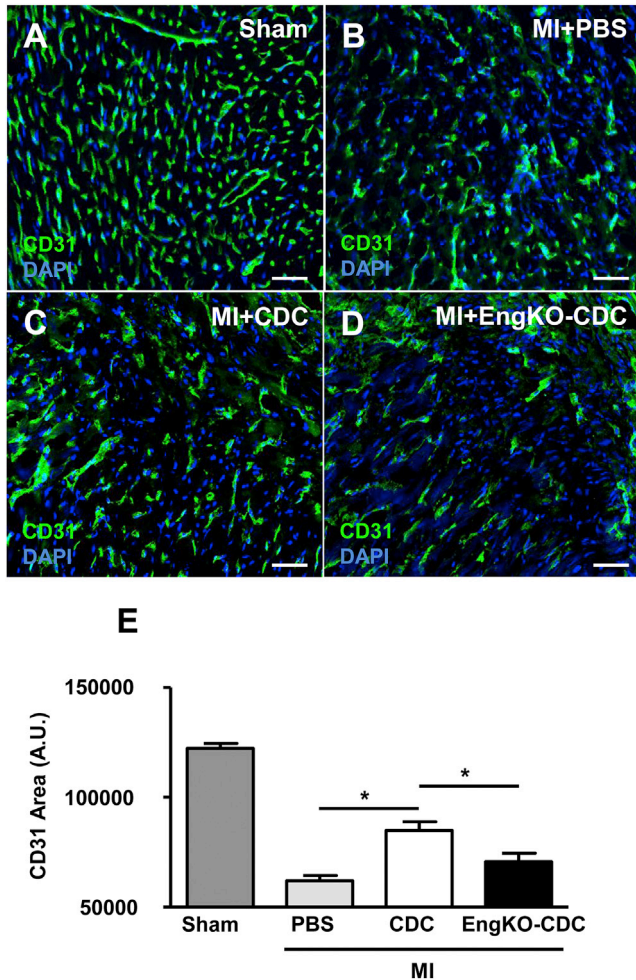 A
Sham
CD31
DAPI
B
MI+PBS
CD31
DAPI
C
MI+CDC
CD31
DAPI
D
MI+EngKO-CDC
CD31
DAPI
E
CD31 Area (A.U.)
150000
100000
50000
*
*
Sham
PBS
CDC
EngKO-CDC
MI